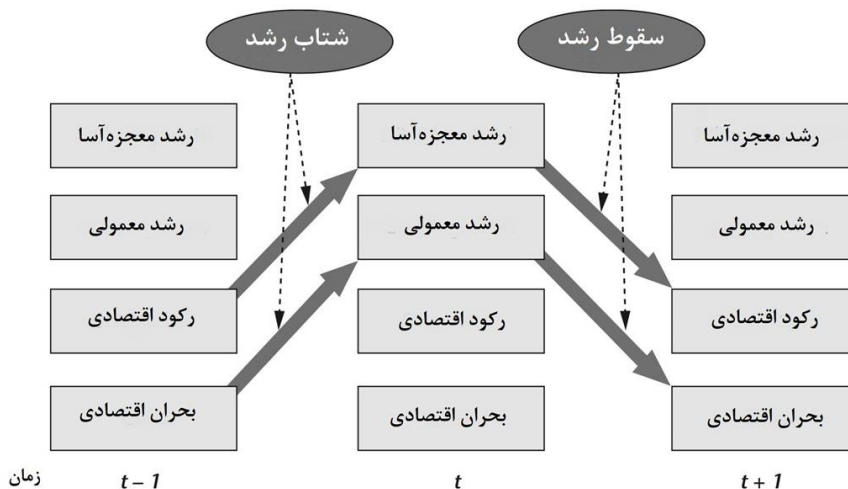 شتاب رشد
سقوط رشد
رشد معجزه‌آسا
رشد معجزه‌آسا
رشد معجزه‌آسا
رشد معمولی
رشد معمولی
رشد معمولی
رکود اقتصادی
رکود اقتصادی
رکود اقتصادی
بحران اقتصادی
بحران اقتصادی
بحران اقتصادی
زمان
t – 1
t
t + 1